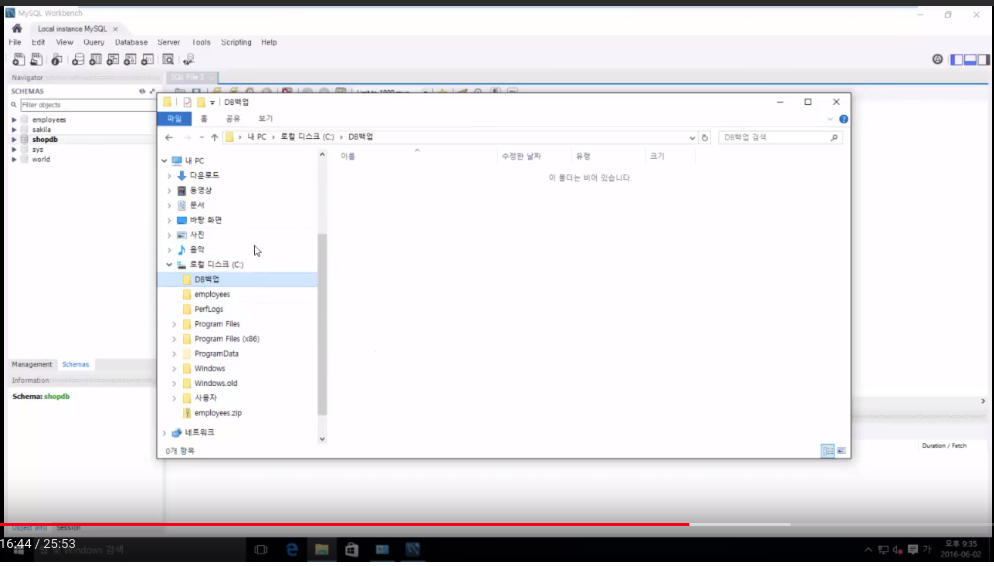 MySQL Workbench
Local instance MySQL
File Edit View Query Database Server Tools Scripting Help
Navigator
SQL File 3
SCHEMAS
Filter objects
employees
sakila
shopdb
sys
world
DB백업
파일 홈 공유 보기
내 PC > 로컬 디스크 (C:) > DB백업
DB백업 검색
이름 수정한 날짜 유형 크기
이 폴더는 비어 있습니다.
내 PC
다운로드
동영상
문서
바탕 화면
사진
음악
로컬 디스크 (C:)
DB백업
employees
PerfLogs
Program Files
Program Files (x86)
ProgramData
Windows
Windows.old
사용자
employees.zip
네트워크
0개 항목
Management Schemas
Information
Schema: shopdb
Duration / Fetch
Object Info Session
16:44 / 25:53
Windows 검색
가
오후 9:35
2016-06-02